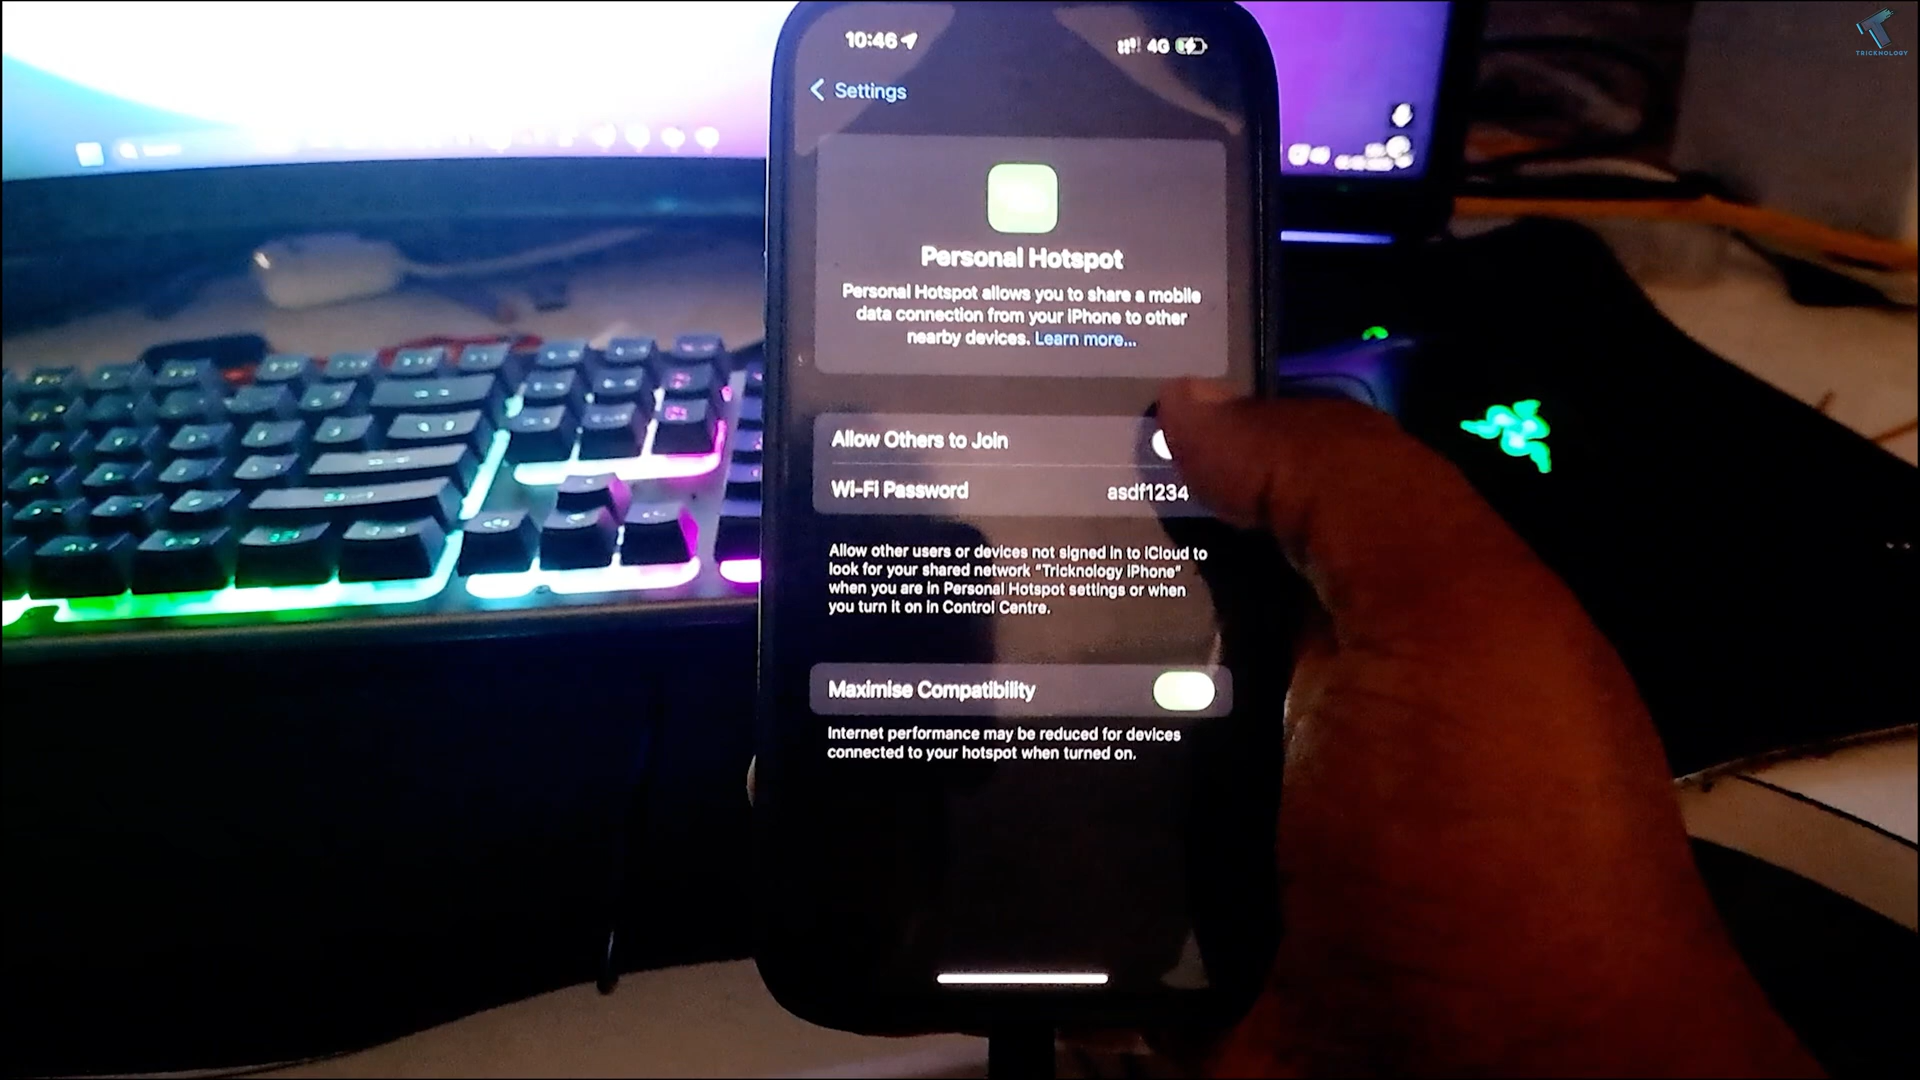 TRICKNOLOGY
10:46
4G
Settings
Personal Hotspot
Personal Hotspot allows you to share a mobile
data connection from your iPhone to other
nearby devices. Learn more...
Allow Others to Join
Wi-Fi Password asdf1234
Allow other users or devices not signed in to iCloud to
look for your shared network “Tricknology iPhone”
when you are in Personal Hotspot settings or when
you turn it on in Control Centre.
Maximise Compatibility
Internet performance may be reduced for devices
connected to your hotspot when turned on.